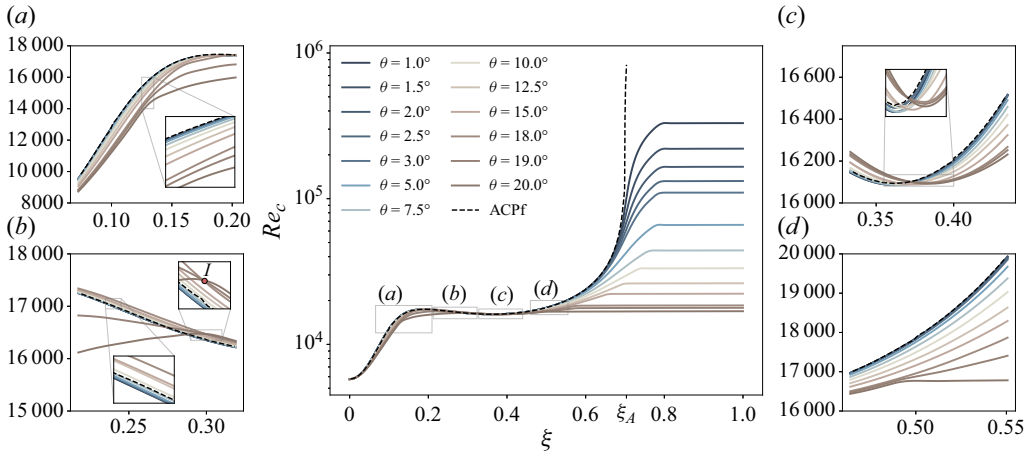 (a)
18 000
16 000
14 000
12 000
10 000
8000
0.10
0.15
0.20
(b)
18 000
17 000
16 000
15 000
I
0.25
0.30
Re_c
10^6
10^5
10^4
θ = 1.0°
θ = 1.5°
θ = 2.0°
θ = 2.5°
θ = 3.0°
θ = 5.0°
θ = 7.5°
θ = 10.0°
θ = 12.5°
θ = 15.0°
θ = 18.0°
θ = 19.0°
θ = 20.0°
ACPf
(a)
(b)
(c)
(d)
0
0.2
0.4
0.6
ξ_A
0.8
1.0
ξ
(c)
16 600
16 400
16 200
16 000
0.35
0.40
(d)
20 000
19 000
18 000
17 000
16 000
0.50
0.55